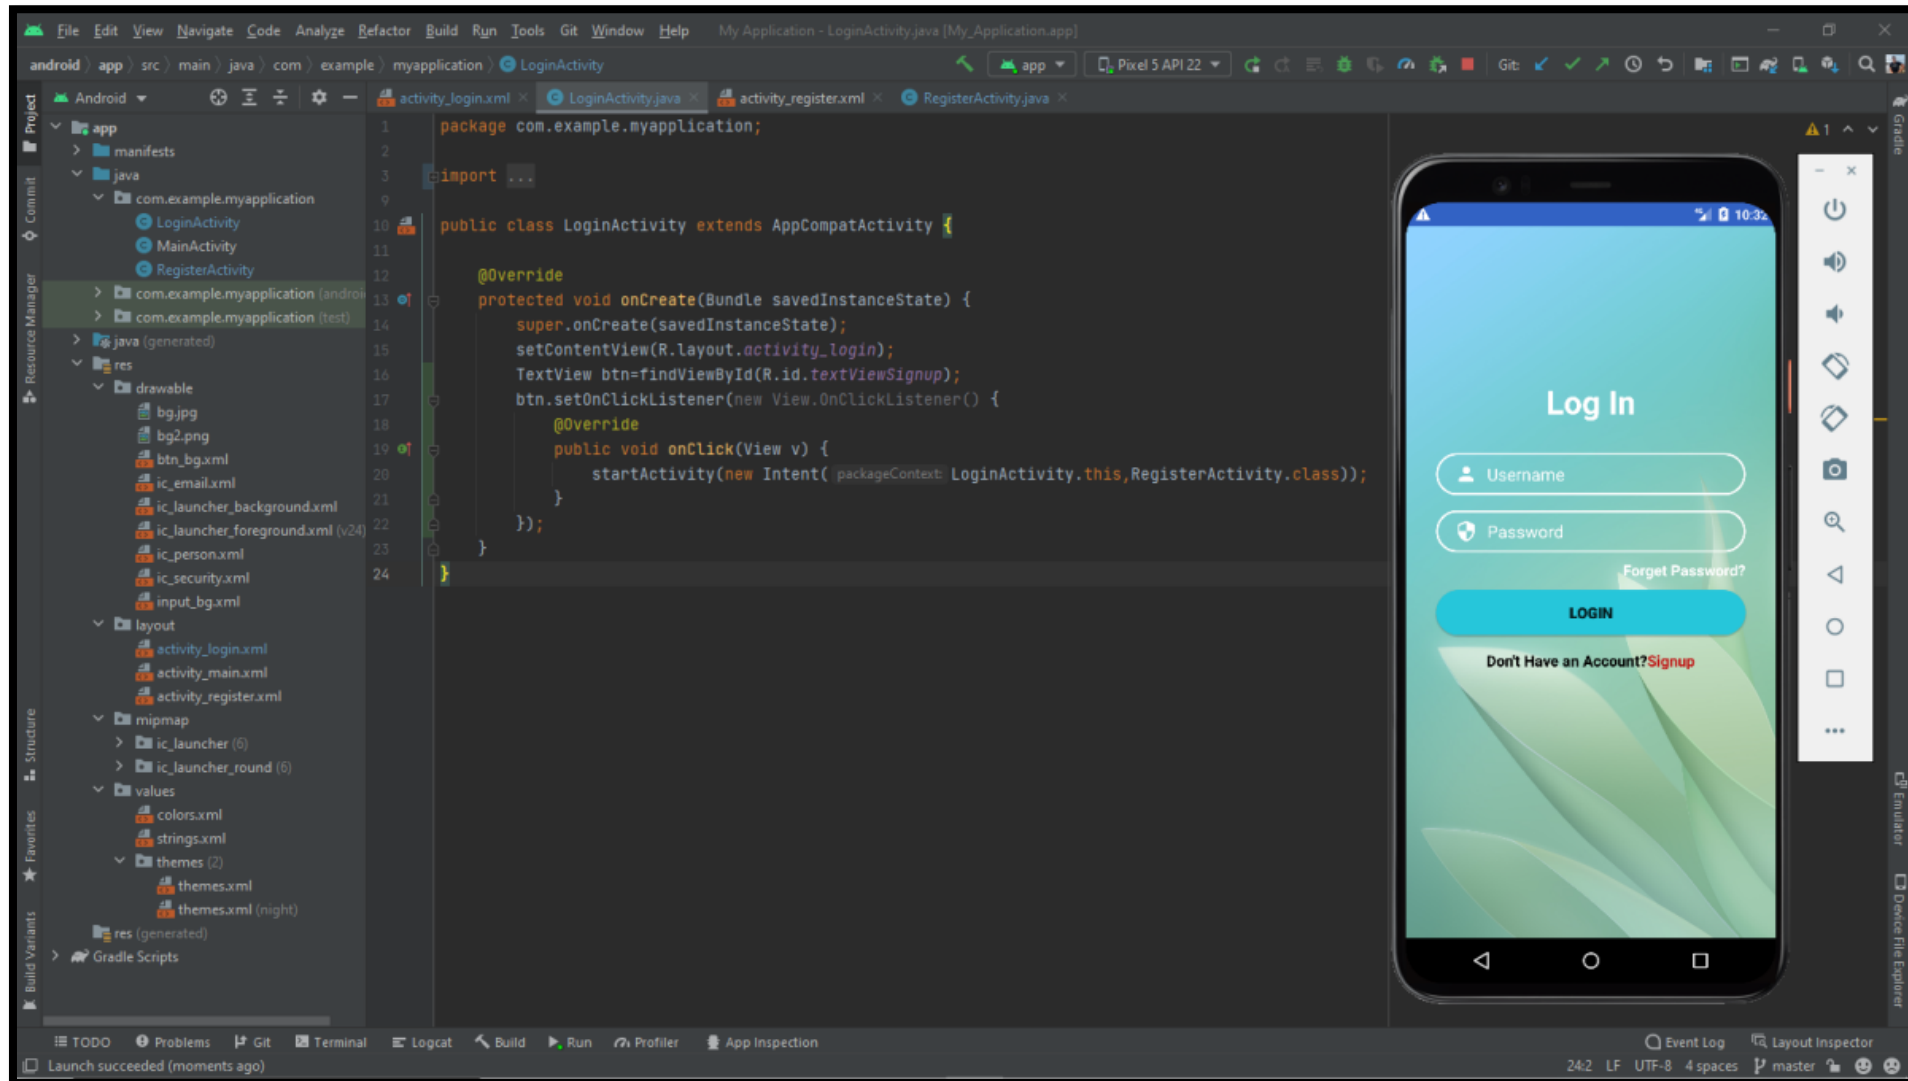 File Edit View Navigate Code Analyze Refactor Build Run Tools Git Window Help My Application - LoginActivity.java [My_Application.app]
android app src main java com example myapplication LoginActivity app Pixel 5 API 22 Git:
Project
Commit
Resource Manager
Structure
Favorites
Build Variants
Android
app
manifests
java
com.example.myapplication
LoginActivity
MainActivity
RegisterActivity
com.example.myapplication (androi
com.example.myapplication (test)
java (generated)
res
drawable
bg.jpg
bg2.png
btn_bg.xml
ic_email.xml
ic_launcher_background.xml
ic_launcher_foreground.xml (v24)
ic_person.xml
ic_security.xml
input_bg.xml
layout
activity_login.xml
activity_main.xml
activity_register.xml
mipmap
ic_launcher (6)
ic_launcher_round (6)
values
colors.xml
strings.xml
themes (2)
themes.xml
themes.xml (night)
res (generated)
Gradle Scripts
activity_login.xml LoginActivity.java activity_register.xml RegisterActivity.java
1 package com.example.myapplication;
2
3 import ...
9
10 public class LoginActivity extends AppCompatActivity {
11
12 @Override
13 protected void onCreate(Bundle savedInstanceState) {
14 super.onCreate(savedInstanceState);
15 setContentView(R.layout.activity_login);
16 TextView btn=findViewById(R.id.textViewSignup);
17 btn.setOnClickListener(new View.OnClickListener() {
18 @Override
19 public void onClick(View v) {
20 startActivity(new Intent( packageContext: LoginActivity.this,RegisterActivity.class));
21 }
22 });
23 }
24 }
1
10:32
Log In
Username
Password
Forget Password?
LOGIN
Don't Have an Account?Signup
Gradle
Emulator
Device File Explorer
TODO Problems Git Terminal Logcat Build Run Profiler App Inspection Event Log Layout Inspector
Launch succeeded (moments ago) 24:2 LF UTF-8 4 spaces master